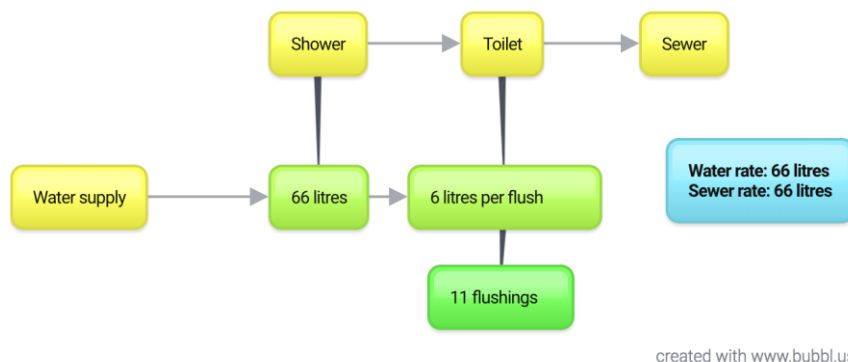 Shower
Toilet
Sewer
Water supply
66 litres
6 litres per flush
Water rate: 66 litres
Sewer rate: 66 litres
11 flushings
created with www.bubbl.us